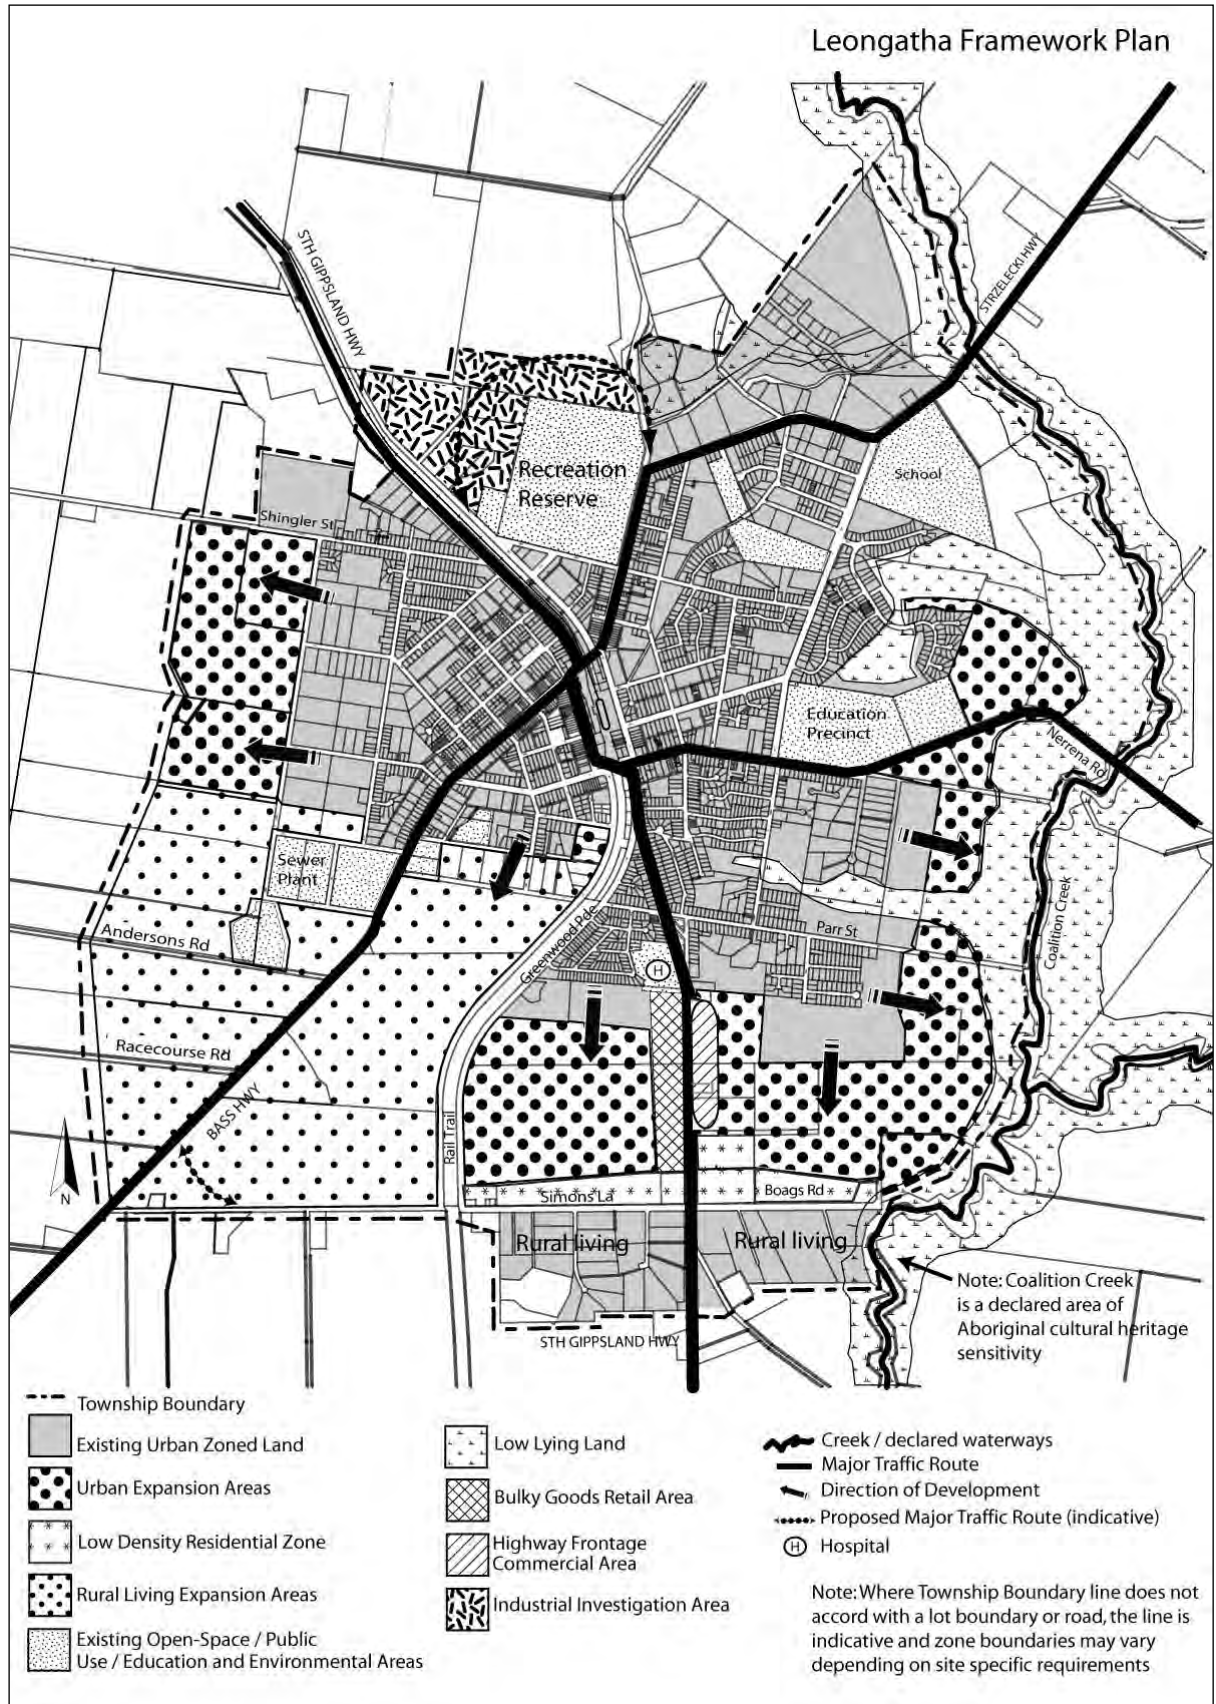 Leongatha Framework Plan
STH GIPPSLAND HWY
STRZELECKI HWY
Recreation
Reserve
School
Shingler St
Education
Precinct
Nerrena Rd
Sewer
Plant
Coalition Creek
Andersons Rd
Greenwood Pde
Parr St
H
Racecourse Rd
BASS HWY
Rail Trail
N
Simons La
Boags Rd
Rural living
Rural living
Note: Coalition Creek
is a declared area of
Aboriginal cultural heritage
sensitivity
STH GIPPSLAND HWY
Township Boundary
Existing Urban Zoned Land
Urban Expansion Areas
Low Density Residential Zone
Rural Living Expansion Areas
Existing Open-Space / Public
Use / Education and Environmental Areas
Low Lying Land
Bulky Goods Retail Area
Highway Frontage
Commercial Area
Industrial Investigation Area
Creek / declared waterways
Major Traffic Route
Direction of Development
Proposed Major Traffic Route (indicative)
H Hospital
Note: Where Township Boundary line does not
accord with a lot boundary or road, the line is
indicative and zone boundaries may vary
depending on site specific requirements